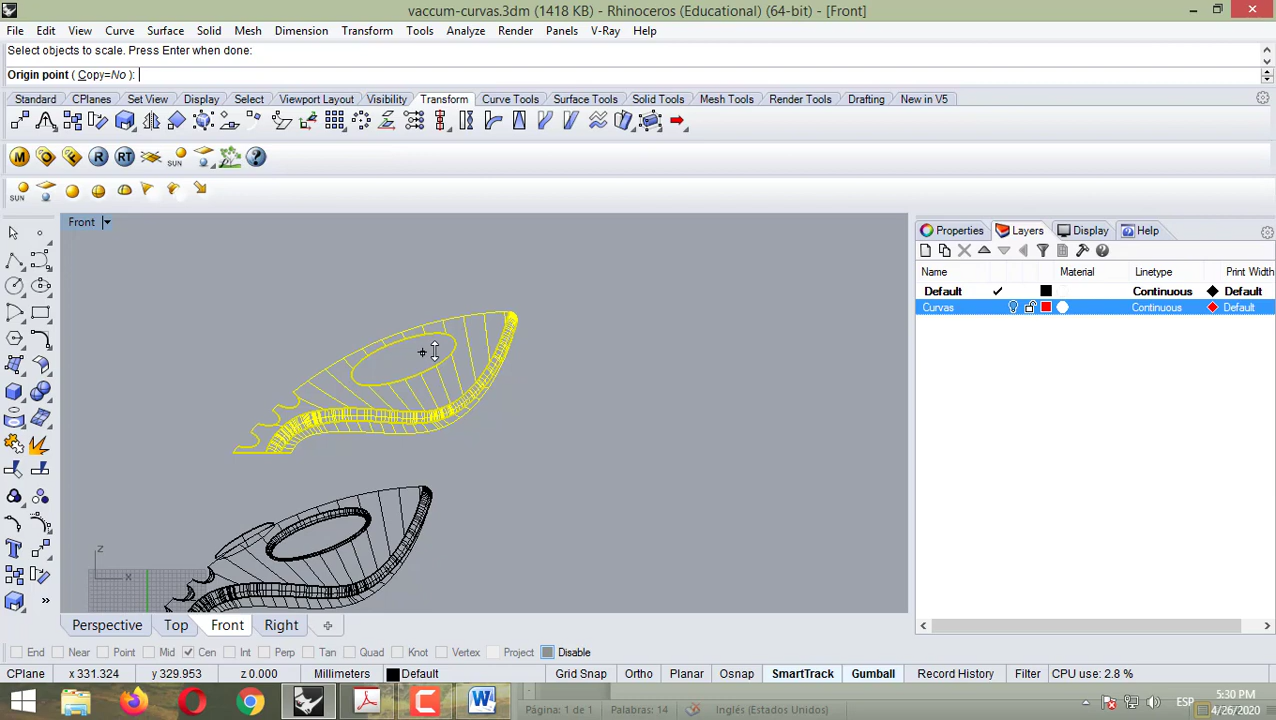 vaccum-curvas.3dm (1418 KB) - Rhinoceros (Educational) (64-bit) - [Front]
File Edit View Curve Surface Solid Mesh Dimension Transform Tools Analyze Render Panels V-Ray Help
Select objects to scale. Press Enter when done:
Origin point ( Copy=No ):
Standard CPlanes Set View Display Select Viewport Layout Visibility Transform Curve Tools Surface Tools Solid Tools Mesh Tools Render Tools Drafting New in V5
M R RT SUN ?
SUN
Front
Properties Layers Display Help
Name Material Linetype Print Width
Default Continuous Default
Curvas Continuous Default
z
x
Perspective Top Front Right
End Near Point Mid Cen Int Perp Tan Quad Knot Vertex Project Disable
CPlane x 331.324 y 329.953 z 0.000 Millimeters Default Grid Snap Ortho Planar Osnap SmartTrack Gumball Record History Filter CPU use: 2.8 %
Página: 1 de 1 Palabras: 14 Inglés (Estados Unidos) ESP 5:30 PM
4/26/2020